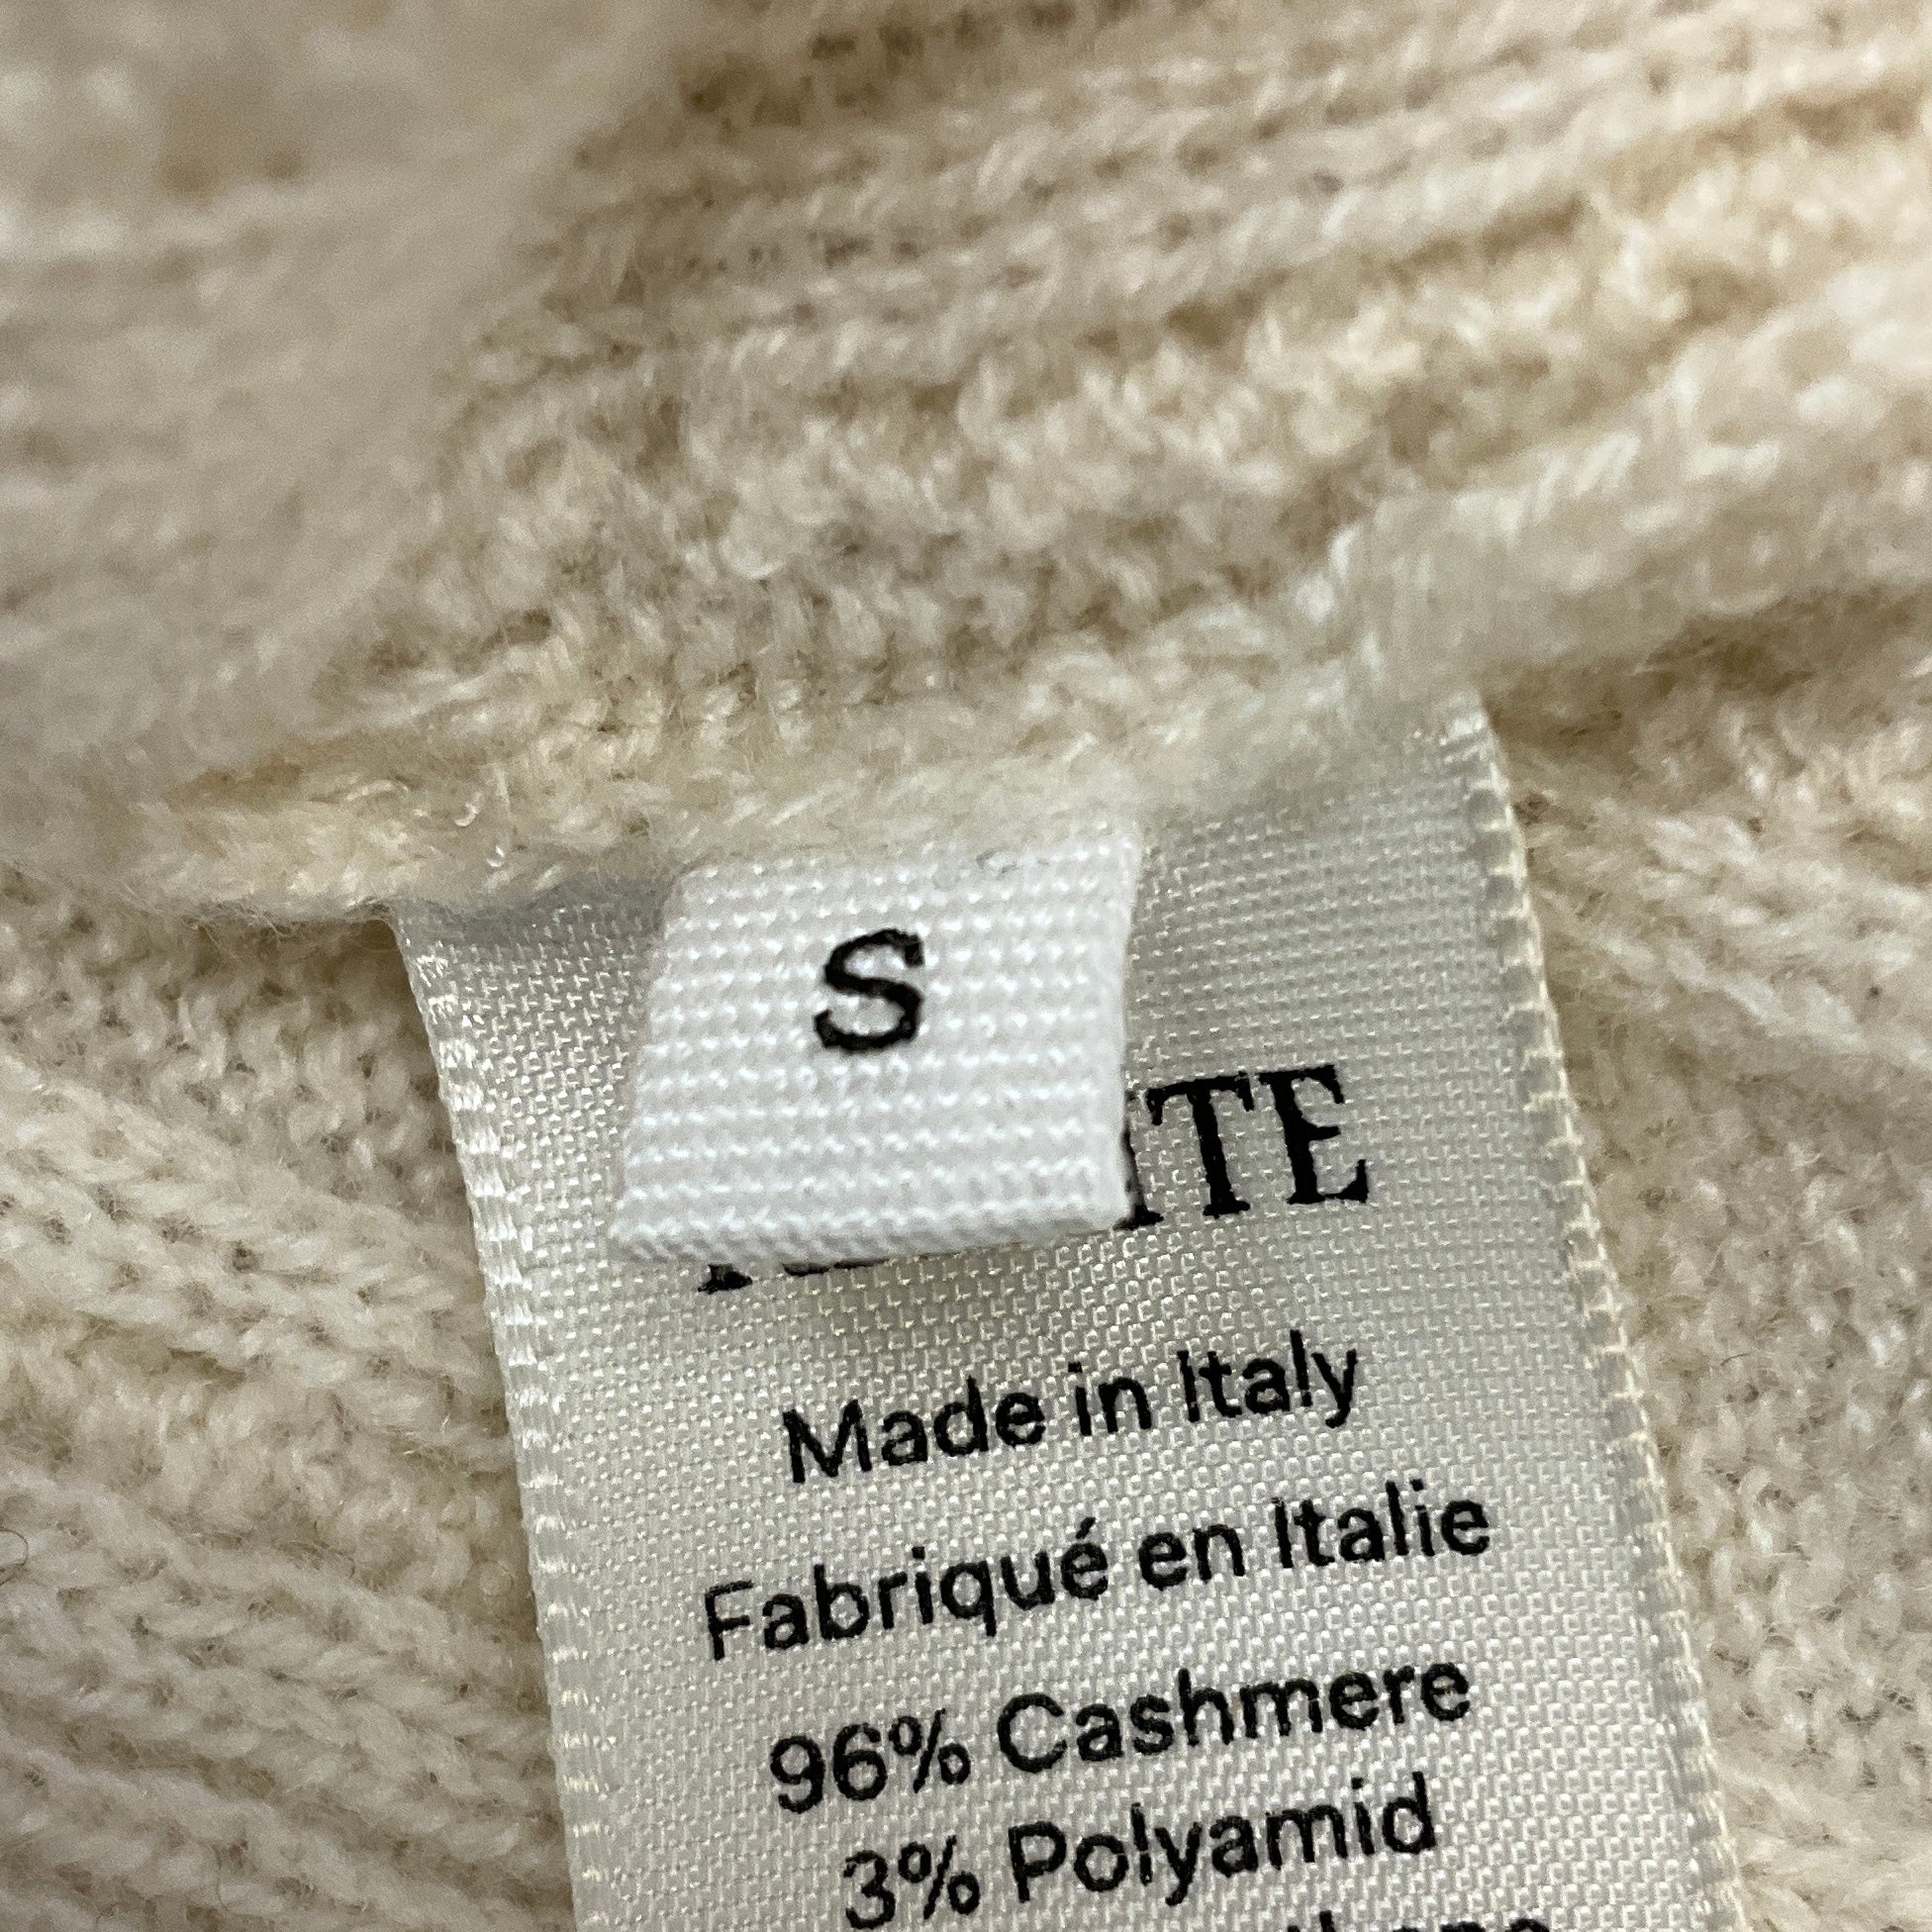 S
Made in Italy
Fabriqué en Italie
96% Cashmere
3% Polyamid